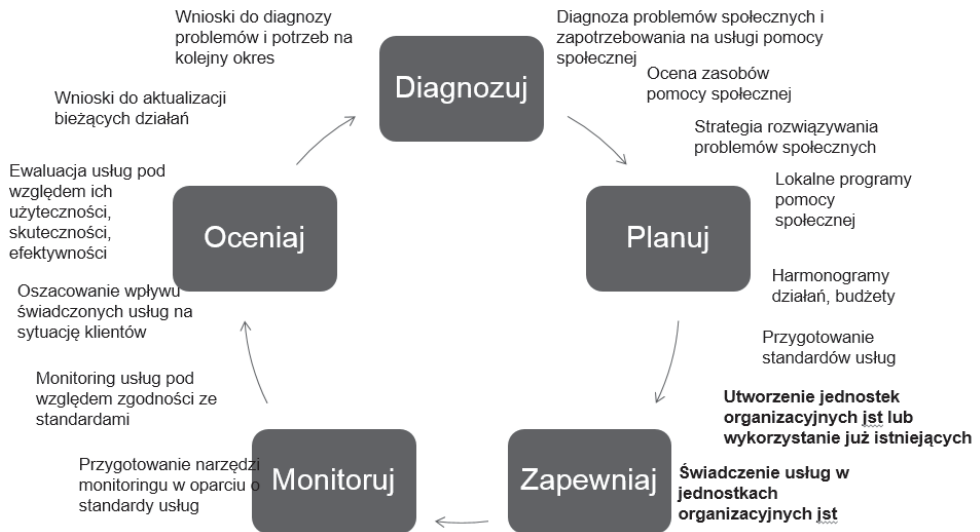 Diagnozuj
Diagnoza problemów społecznych i
zapotrzebowania na usługi pomocy
społecznej
Ocena zasobów
pomocy społecznej
Strategia rozwiązywania
problemów społecznych
Planuj
Lokalne programy
pomocy
społecznej
Harmonogramy
działań, budżety
Przygotowanie
standardów usług
Utworzenie jednostek
organizacyjnych jst lub
wykorzystanie już istniejących
Zapewniaj
Świadczenie usług w
jednostkach
organizacyjnych jst
Monitoruj
Przygotowanie narzędzi
monitoringu w oparciu o
standardy usług
Monitoring usług pod
względem zgodności ze
standardami
Oszacowanie wpływu
świadczonych usług na
sytuację klientów
Oceniaj
Ewaluacja usług pod
względem ich
użyteczności,
skuteczności,
efektywności
Wnioski do aktualizacji
bieżących działań
Wnioski do diagnozy
problemów i potrzeb na
kolejny okres